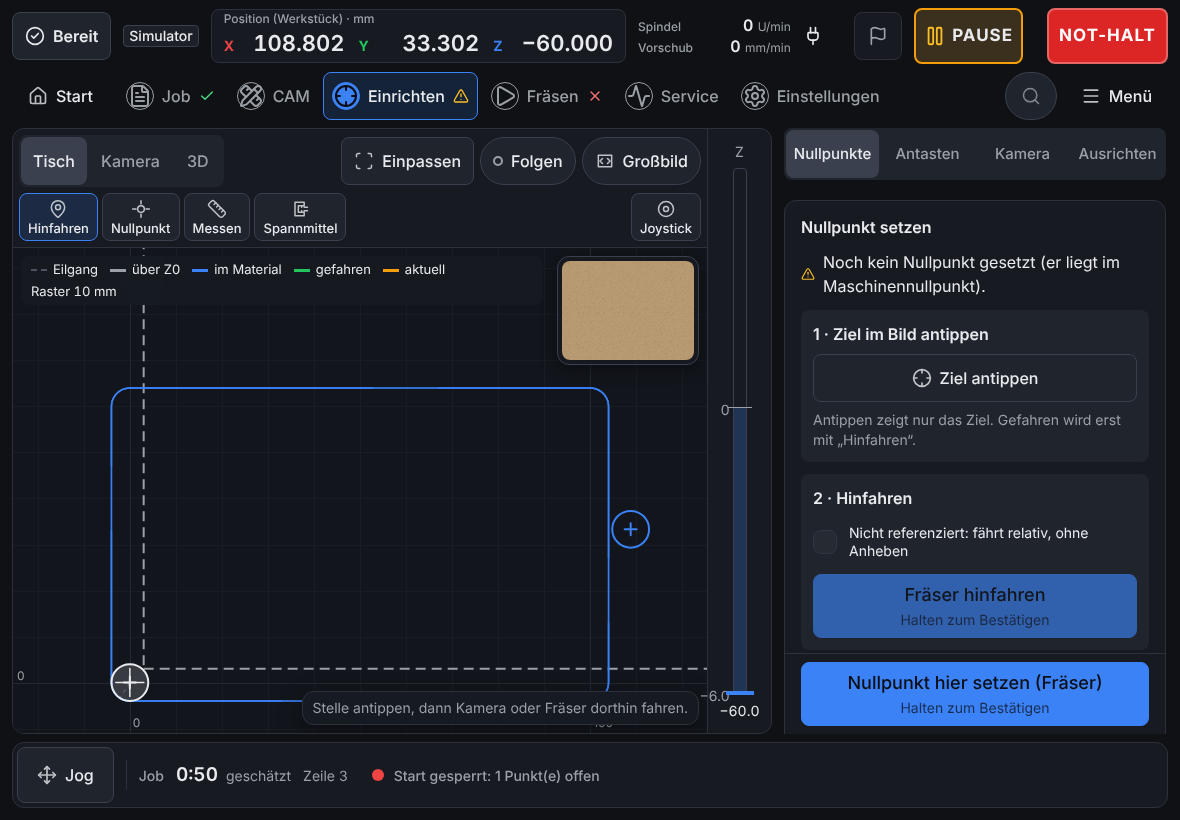 Bereit
Simulator
Position (Werkstück) · mm
X 108.802 Y 33.302 Z −60.000
Spindel 0 U/min
Vorschub 0 mm/min
PAUSE
NOT-HALT
Start
Job
CAM
Einrichten
Fräsen
Service
Einstellungen
Menü
Tisch
Kamera
3D
Einpassen
Folgen
Großbild
Hinfahren
Nullpunkt
Messen
Spannmittel
Joystick
Eilgang
über Z0
im Material
gefahren
aktuell
Raster 10 mm
0
0
Stelle antippen, dann Kamera oder Fräser dorthin fahren.
Z
0
−6.0
−60.0
Nullpunkte
Antasten
Kamera
Ausrichten
Nullpunkt setzen
Noch kein Nullpunkt gesetzt (er liegt im
Maschinennullpunkt).
1 · Ziel im Bild antippen
Ziel antippen
Antippen zeigt nur das Ziel. Gefahren wird erst
mit „Hinfahren“.
2 · Hinfahren
Nicht referenziert: fährt relativ, ohne
Anheben
Fräser hinfahren
Halten zum Bestätigen
Nullpunkt hier setzen (Fräser)
Halten zum Bestätigen
Jog
Job 0:50 geschätzt Zeile 3
Start gesperrt: 1 Punkt(e) offen